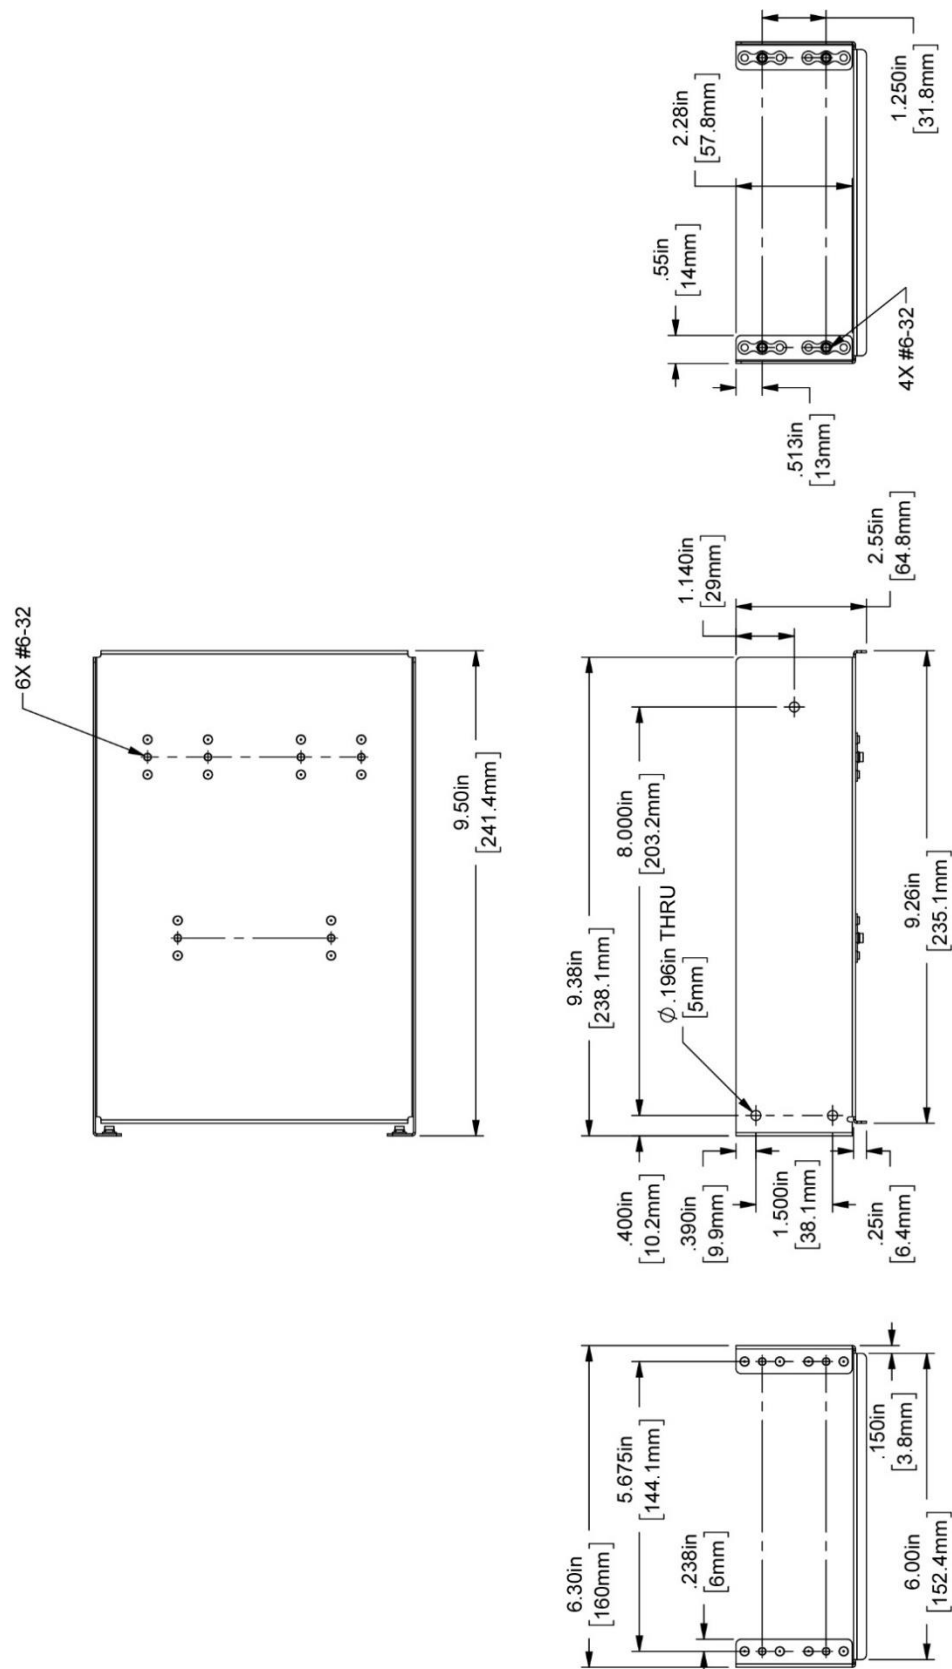 6X #6-32
9.50in
[241.4mm]
2.28in
[57.8mm]
1.250in
[31.8mm]
.55in
[14mm]
4X #6-32
.513in
[13mm]
1.140in
[29mm]
2.55in
[64.8mm]
8.000in
[203.2mm]
9.38in
[238.1mm]
Ø .196in THRU
[5mm]
9.26in
[235.1mm]
.400in
[10.2mm]
.390in
[9.9mm]
1.500in
[38.1mm]
.25in
[6.4mm]
6.30in
[160mm]
5.675in
[144.1mm]
.238in
[6mm]
.150in
[3.8mm]
6.00in
[152.4mm]